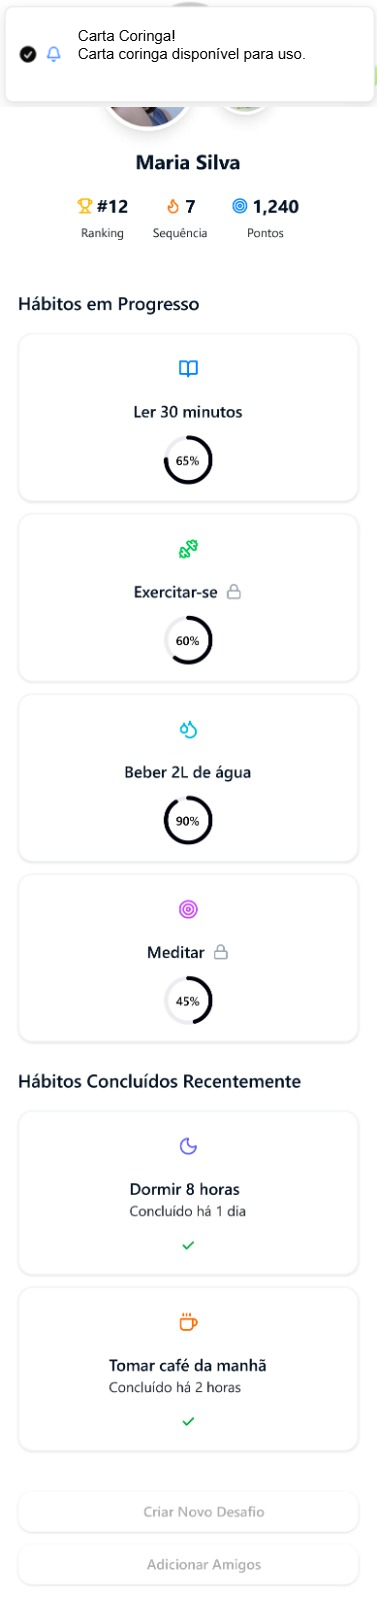 Carta Coringa!
Carta coringa disponível para uso.
Maria Silva
#12 7 1,240
Ranking Sequência Pontos
Hábitos em Progresso
Ler 30 minutos
65%
Exercitar-se
60%
Beber 2L de água
90%
Meditar
45%
Hábitos Concluídos Recentemente
Dormir 8 horas
Concluído há 1 dia
Tomar café da manhã
Concluído há 2 horas
Criar Novo Desafio
Adicionar Amigos